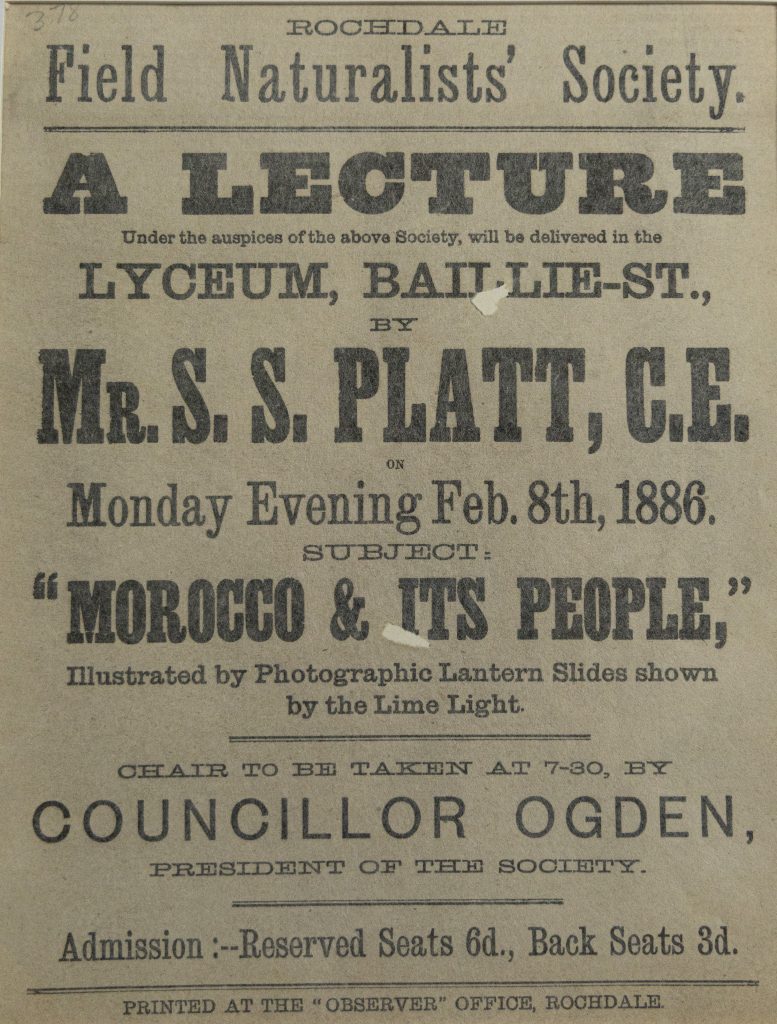 378
ROCHDALE
Field Naturalists' Society.
A LECTURE
Under the auspices of the above Society, will be delivered in the
LYCEUM, BAILLIE-ST.,
BY
MR. S. S. PLATT, C.E.
ON
Monday Evening Feb. 8th, 1886.
SUBJECT:
"MOROCCO & ITS PEOPLE,"
Illustrated by Photographic Lantern Slides shown
by the Lime Light.
CHAIR TO BE TAKEN AT 7-30, BY
COUNCILLOR OGDEN,
PRESIDENT OF THE SOCIETY.
Admission :--Reserved Seats 6d., Back Seats 3d.
PRINTED AT THE "OBSERVER" OFFICE, ROCHDALE.